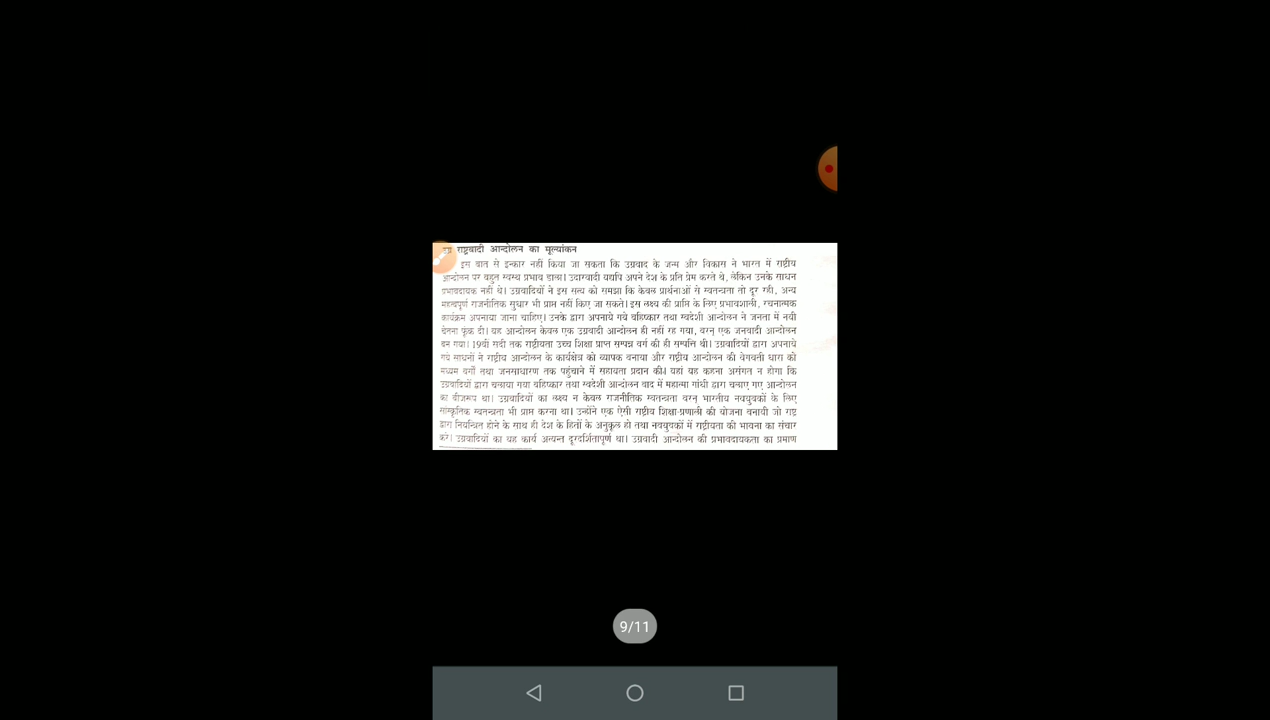 उग्र राष्ट्रवादी आन्दोलन का मूल्यांकन
इस बात से इन्कार नहीं किया जा सकता कि उग्रवाद के जन्म और विकास ने भारत में राष्ट्रीय
आन्दोलन पर बहुत स्वस्थ प्रभाव डाला। उदारवादी यद्यपि अपने देश के प्रति प्रेम करते थे, लेकिन उनके साधन
प्रभावदायक नहीं थे। उग्रवादियों ने इस सत्य को समझा कि केवल प्रार्थनाओं से स्वतन्त्रता तो दूर रही, अन्य
महत्वपूर्ण राजनीतिक सुधार भी प्राप्त नहीं किए जा सकते। इस लक्ष्य की प्राप्ति के लिए प्रभावशाली, रचनात्मक
कार्यक्रम अपनाया जाना चाहिए। उनके द्वारा अपनाये गये बहिष्कार तथा स्वदेशी आन्दोलन ने जनता में नयी
चेतना फूंक दी। यह आन्दोलन केवल एक उग्रवादी आन्दोलन ही नहीं रह गया, वरन् एक जनवादी आन्दोलन
बन गया। 19वीं सदी तक राष्ट्रीयता उच्च शिक्षा प्राप्त सम्पन्न वर्ग की ही सम्पत्ति थी। उग्रवादियों द्वारा अपनाये
गये साधनों ने राष्ट्रीय आन्दोलन के कार्यक्षेत्र को व्यापक बनाया और राष्ट्रीय आन्दोलन की वेगवती धारा को
मध्यम वर्गों तथा जनसाधारण तक पहुंचाने में सहायता प्रदान की। यहां यह कहना असंगत न होगा कि
उग्रवादियों द्वारा चलाया गया बहिष्कार तथा स्वदेशी आन्दोलन बाद में महात्मा गांधी द्वारा चलाए गए आन्दोलन
का बीजरूप था। उग्रवादियों का लक्ष्य न केवल राजनीतिक स्वतन्त्रता वरन् भारतीय नवयुवकों के लिए
सांस्कृतिक स्वतन्त्रता भी प्राप्त करना था। उन्होंने एक ऐसी राष्ट्रीय शिक्षा-प्रणाली की योजना बनायी जो राष्ट्र
द्वारा नियन्त्रित होने के साथ ही देश के हितों के अनुकूल हो तथा नवयुवकों में राष्ट्रीयता की भावना का संचार
करे। उग्रवादियों का यह कार्य अत्यन्त दूरदर्शितापूर्ण था। उग्रवादी आन्दोलन की प्रभावदायकता का प्रमाण
9/11